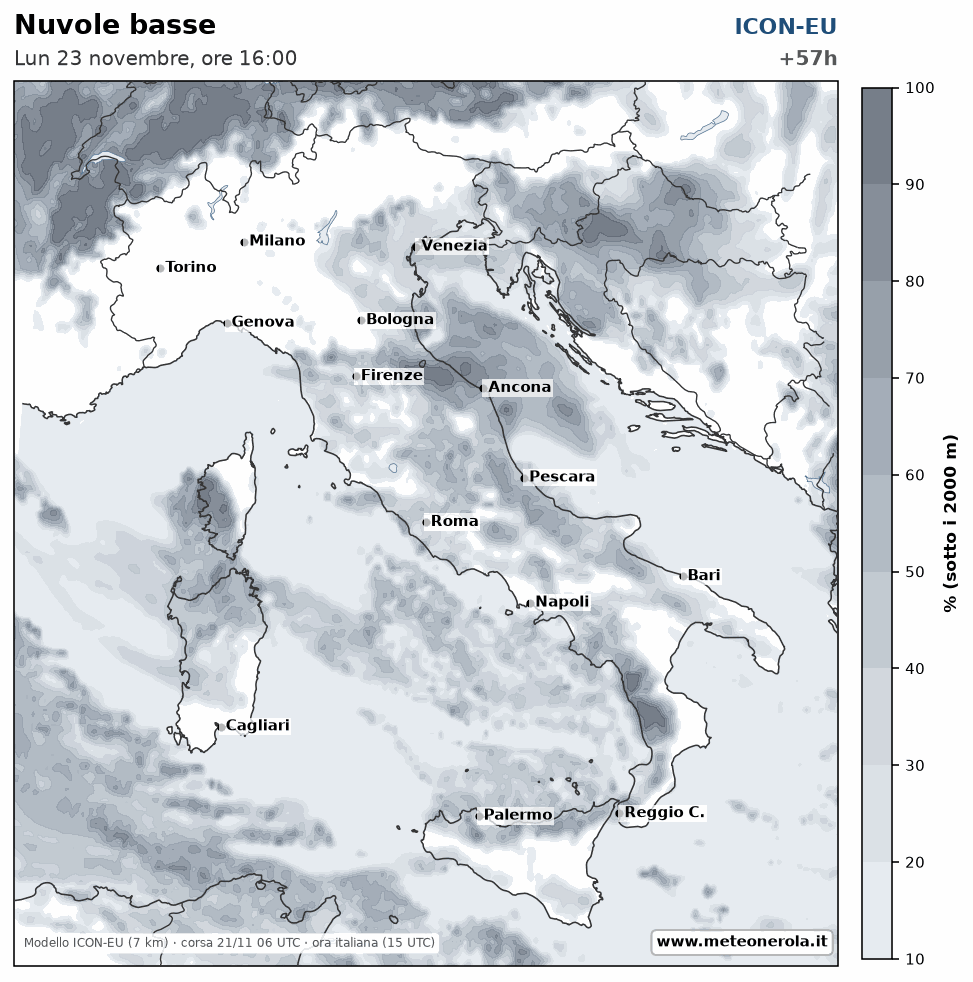 Nuvole basse
ICON-EU
Lun 23 novembre, ore 16:00
+57h
Milano
Venezia
Torino
Genova
Bologna
Firenze
Ancona
Pescara
Roma
Bari
Napoli
Cagliari
Palermo
Reggio C.
Modello ICON-EU (7 km) · corsa 21/11 06 UTC · ora italiana (15 UTC)
www.meteonerola.it
100
90
80
70
60
50
40
30
20
10
% (sotto i 2000 m)